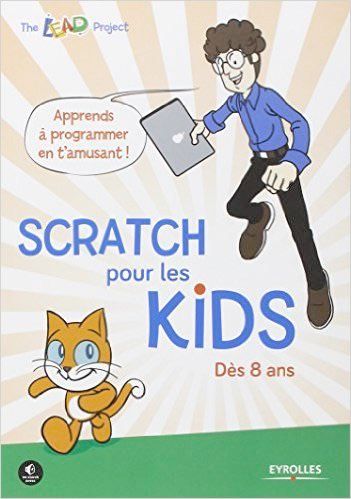 The LEAD Project
Apprends
à programmer
en t'amusant !
SCRATCH
pour les
KiDS
Dès 8 ans
EYROLLES